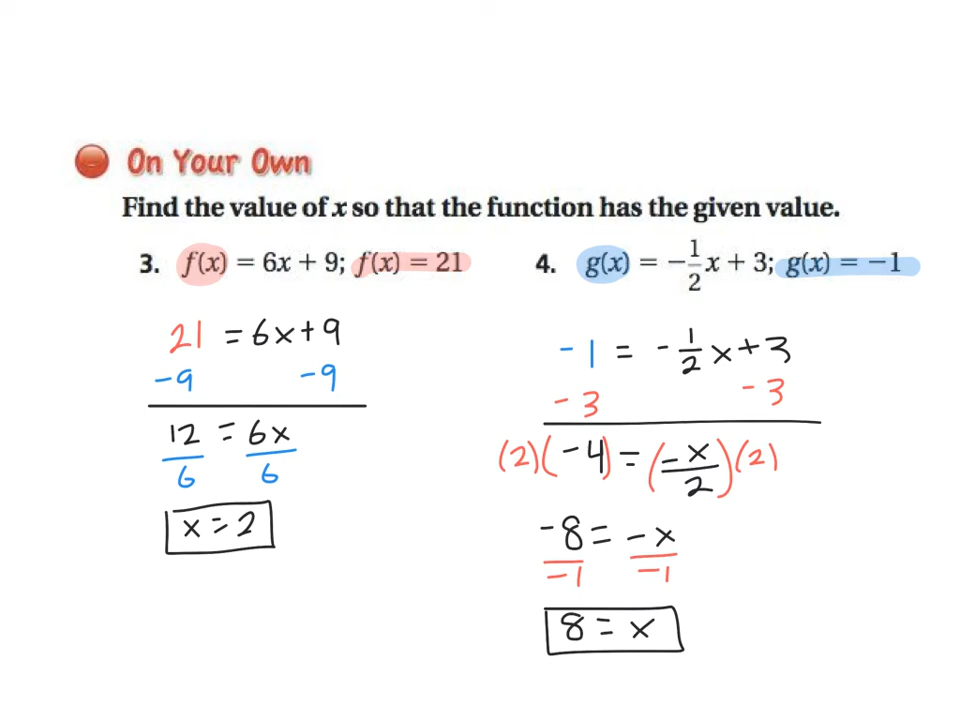 On Your Own
Find the value of x so that the function has the given value.
3. f(x) = 6x + 9; f(x) = 21
21 = 6x + 9
-9 -9
12 = 6x
6 6
x = 2
4. g(x) = -1/2 x + 3; g(x) = -1
-1 = -1/2 x + 3
-3 -3
(2)(-4) = (-x/2)(2)
-8 = -x
-1 -1
8 = x